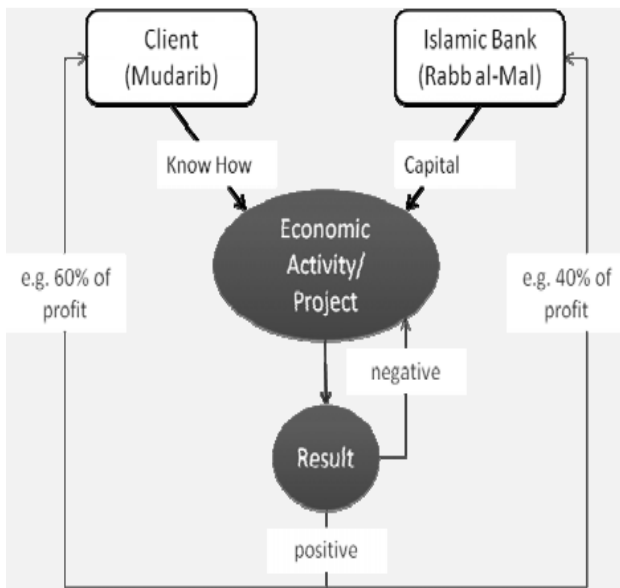 Client
(Mudarib)
Islamic Bank
(Rabb al-Mal)
Know How
Capital
Economic
Activity/
Project
e.g. 60% of
profit
e.g. 40% of
profit
negative
Result
positive